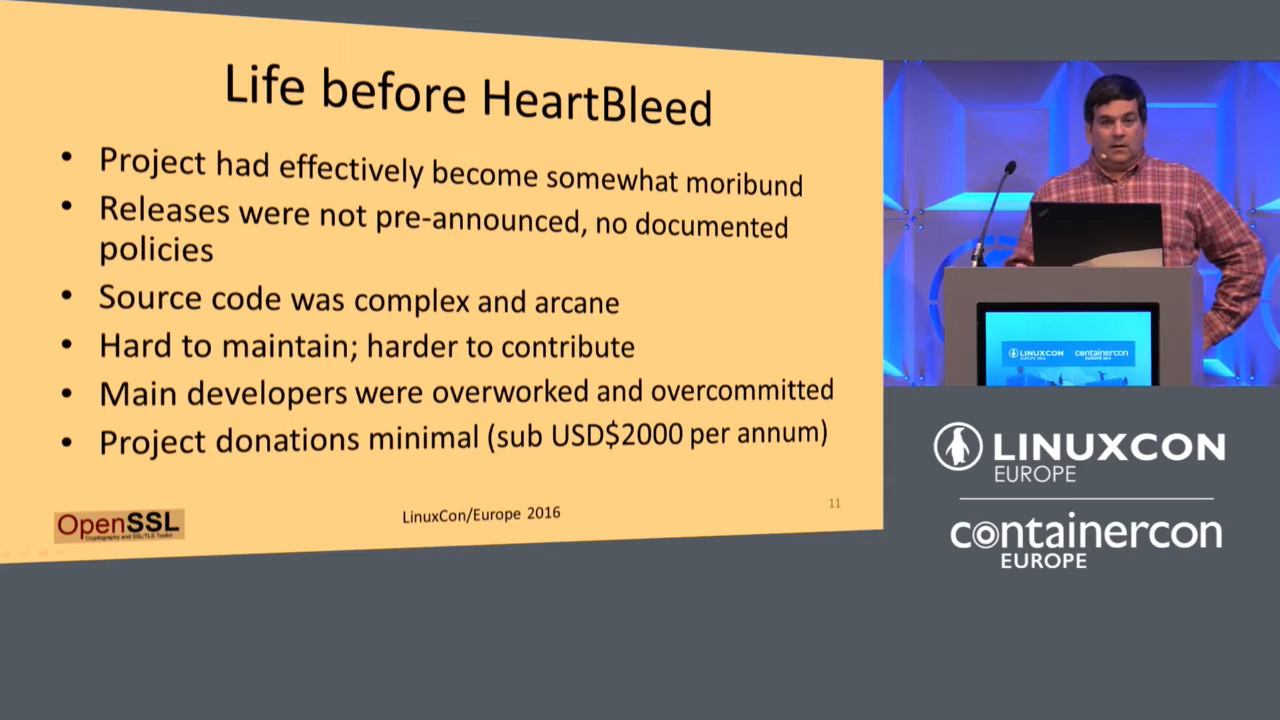 Life before HeartBleed
• Project had effectively become somewhat moribund
• Releases were not pre-announced, no documented
policies
• Source code was complex and arcane
• Hard to maintain; harder to contribute
• Main developers were overworked and overcommitted
• Project donations minimal (sub USD$2000 per annum)
OpenSSL
Cryptography and SSL/TLS Toolkit
LinuxCon/Europe 2016
11
LINUXCON
containercon
LINUXCON
EUROPE
containercon
EUROPE